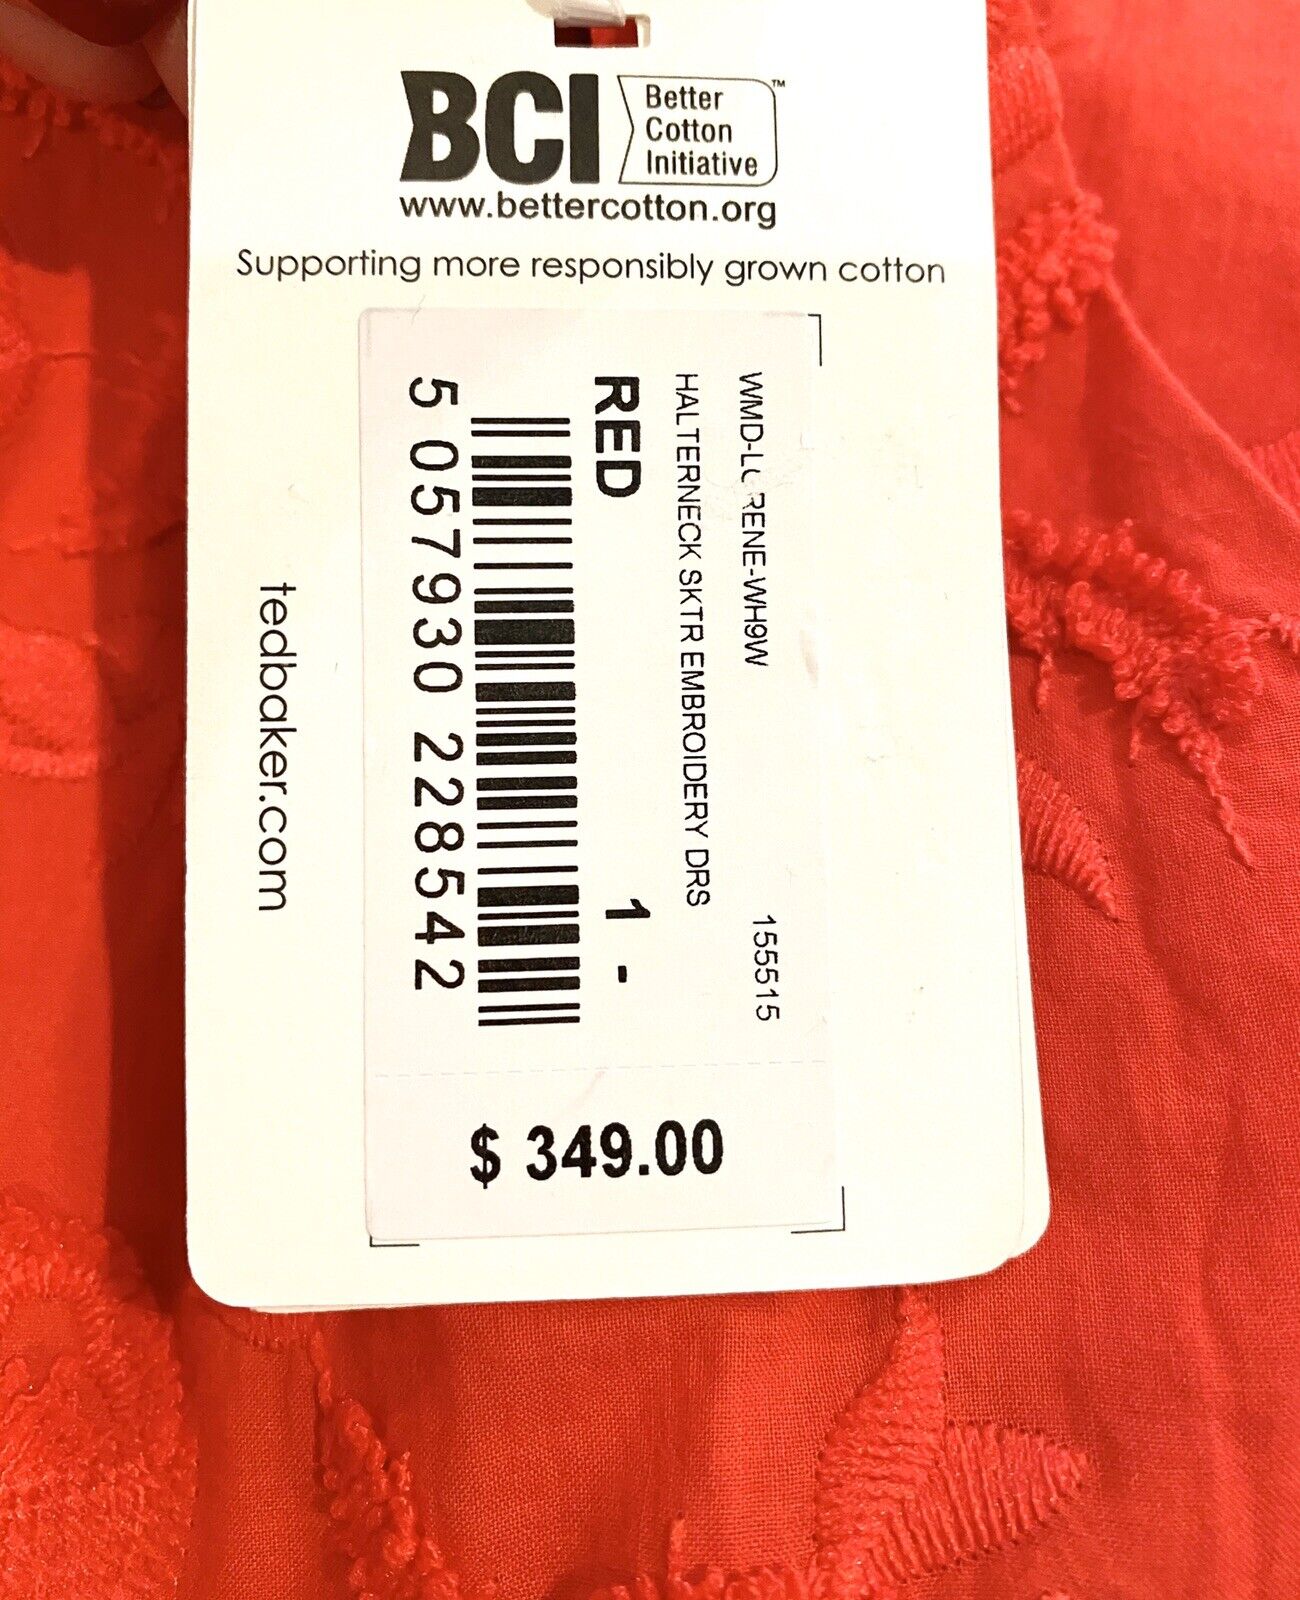 BCI Better
Cotton
Initiative™
www.bettercotton.org
Supporting more responsibly grown cotton
155515
HALTERNECK SKTR EMBROIDERY DRS
RED 1 -
5 057930 228542
$ 349.00
tedbaker.com